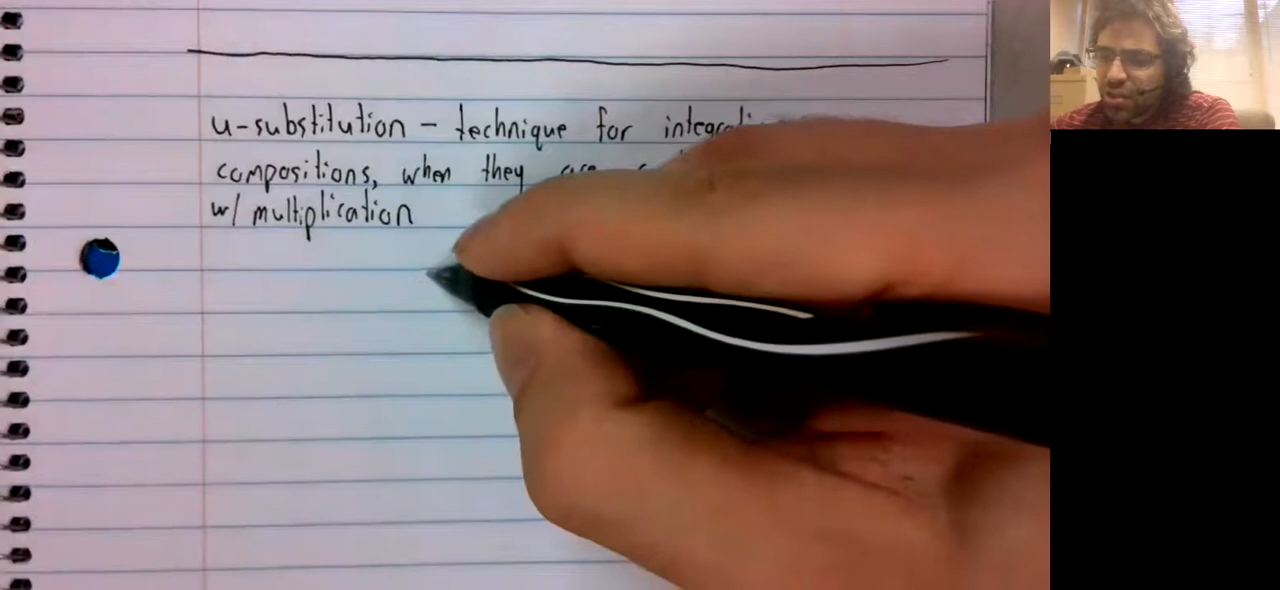 u-substitution - technique for
compositions, when they
w/ multiplication